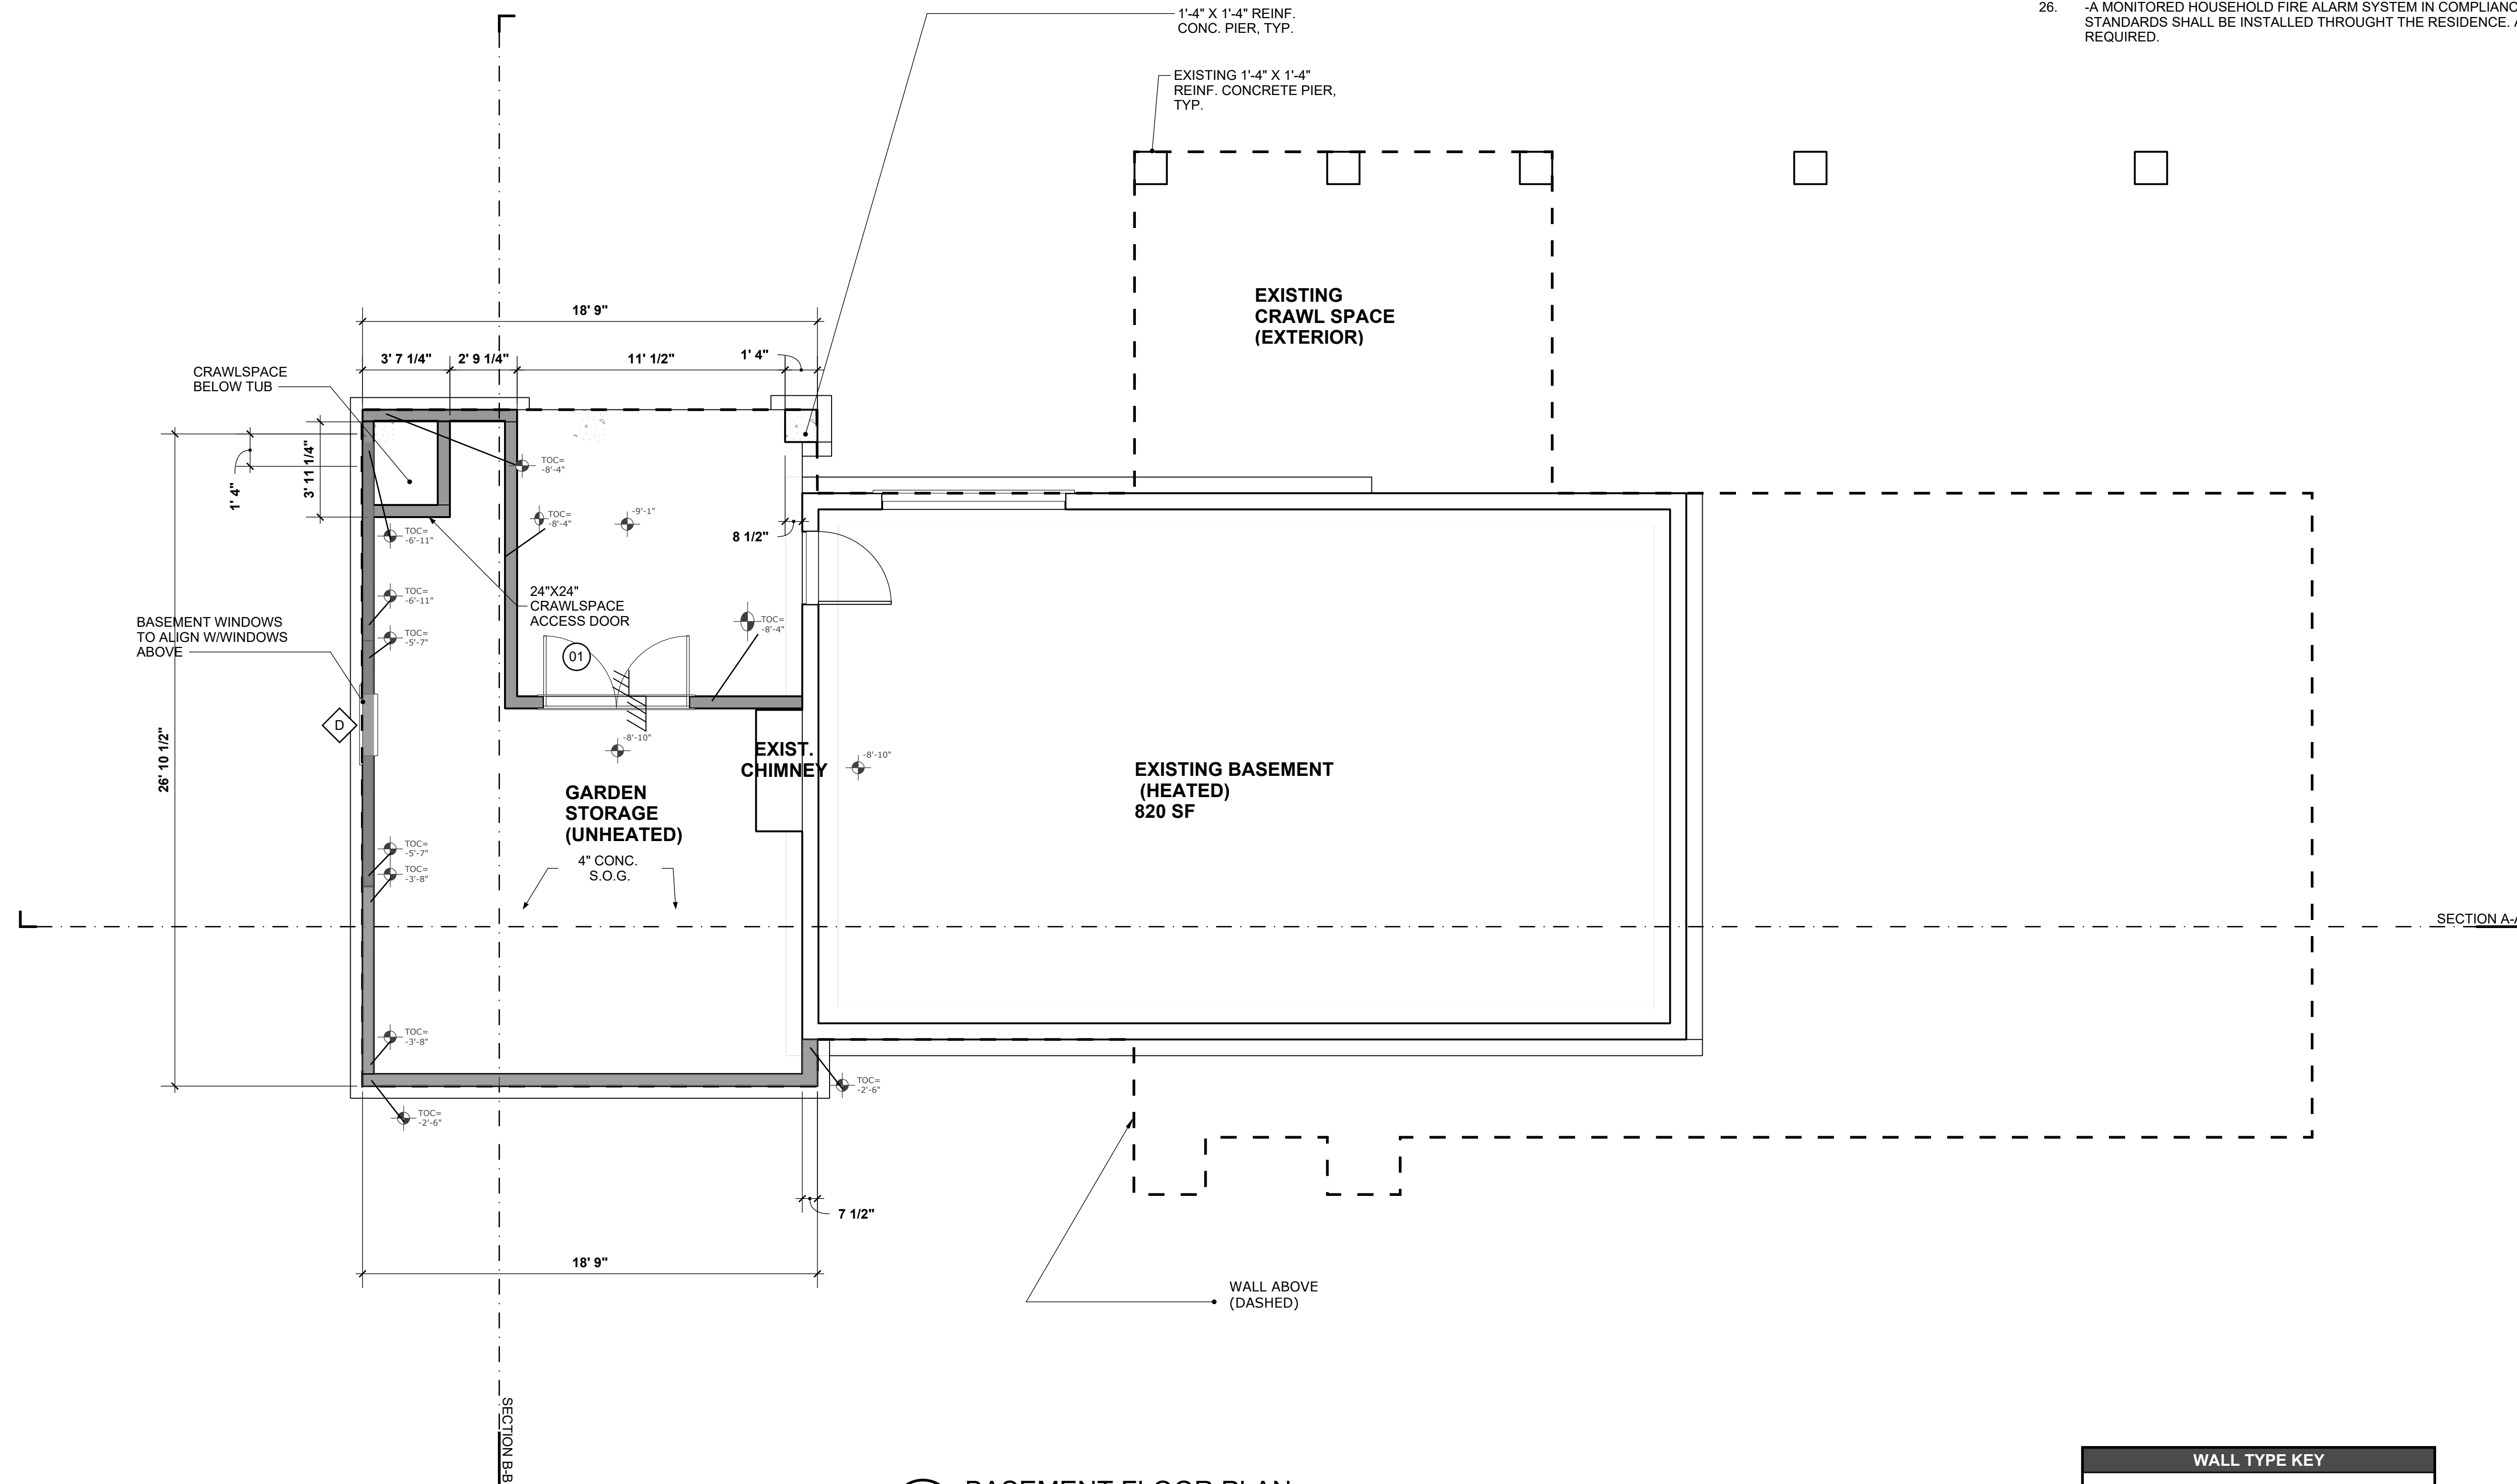 1'-4" X 1'-4" REINF.
CONC. PIER, TYP.
EXISTING 1'-4" X 1'-4"
REINF. CONCRETE PIER,
TYP.
26. -A MONITORED HOUSEHOLD FIRE ALARM SYSTEM IN
STANDARDS SHALL BE INSTALLED THROUGHT THE RESIDENCE.
REQUIRED.
EXISTING
CRAWL SPACE
(EXTERIOR)
18' 9"
3' 7 1/4"
2' 9 1/4"
11' 1/2"
1' 4"
CRAWLSPACE
BELOW TUB
3' 11 1/4"
1' 4"
TOC=
-8'-4"
TOC=
-8'-4"
-9'-1"
8 1/2"
TOC=
-6'-11"
24"X24"
CRAWLSPACE
ACCESS DOOR
TOC=
-6'-11"
TOC=
-5'-7"
TOC=
-8'-4"
BASEMENT WINDOWS
TO ALIGN W/WINDOWS
ABOVE
01
D
26' 10 1/2"
-8'-10"
EXIST.
CHIMNEY
-8'-10"
GARDEN
STORAGE
(UNHEATED)
4" CONC.
S.O.G.
EXISTING BASEMENT
(HEATED)
820 SF
TOC=
-5'-7"
TOC=
-3'-8"
SECTION A-A
TOC=
-3'-8"
TOC=
-2'-6"
TOC=
-2'-6"
7 1/2"
18' 9"
WALL ABOVE
(DASHED)
SECTION B-B
BASEMENT FLOOR PLAN
WALL TYPE KEY